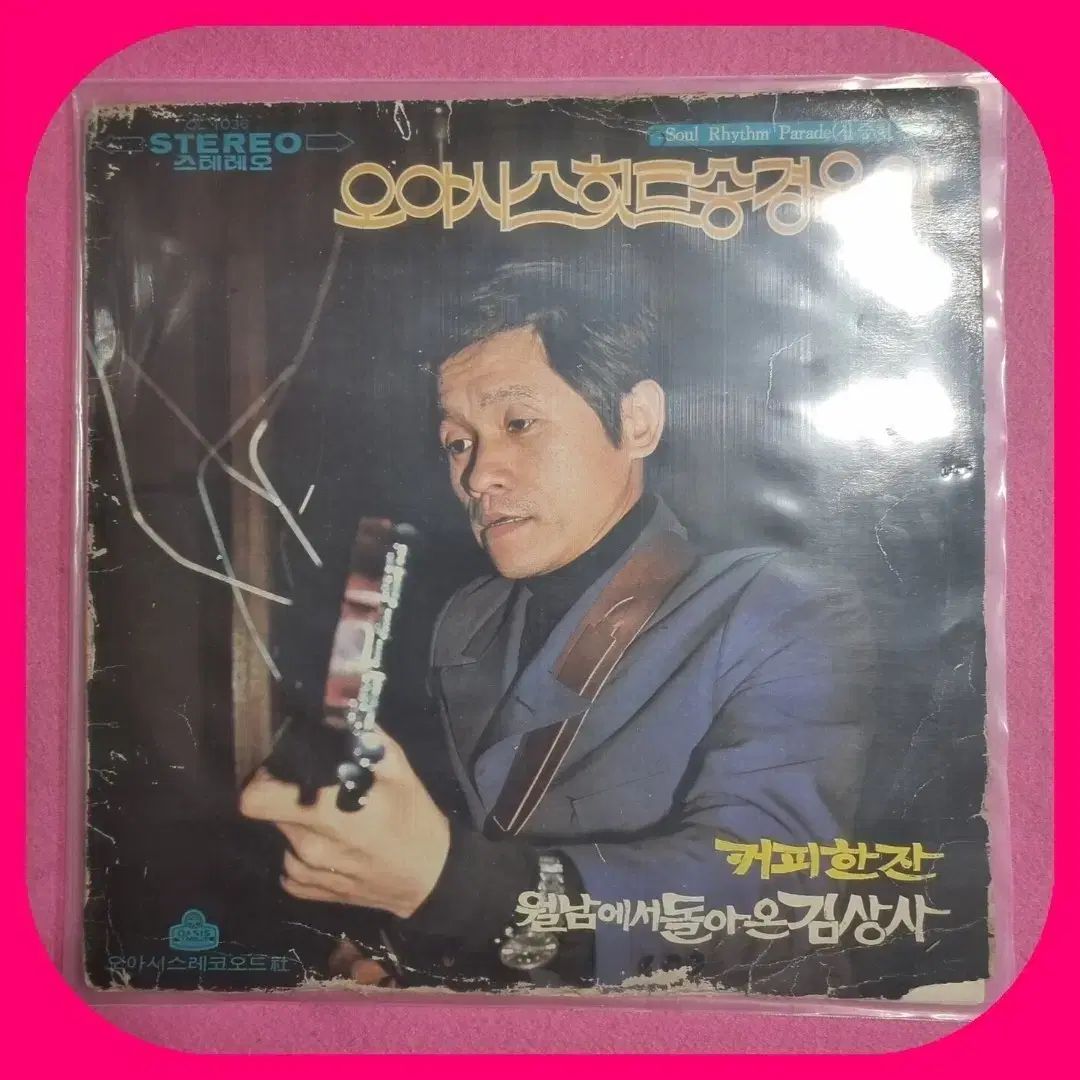 STEREO
스테레오
Soul Rhythm Parade
오아시스힛트송경음악
커피한잔
월남에서돌아온김상사
OASIS
오아시스레코오드社